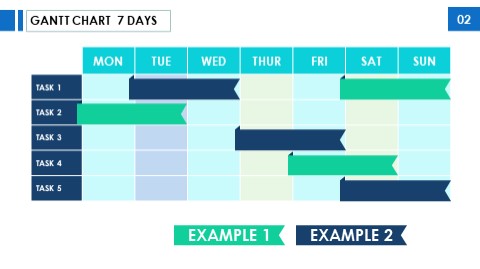 GANTT CHART 7 DAYS
02
MON TUE WED THUR FRI SAT SUN
TASK 1
TASK 2
TASK 3
TASK 4
TASK 5
EXAMPLE 1 EXAMPLE 2